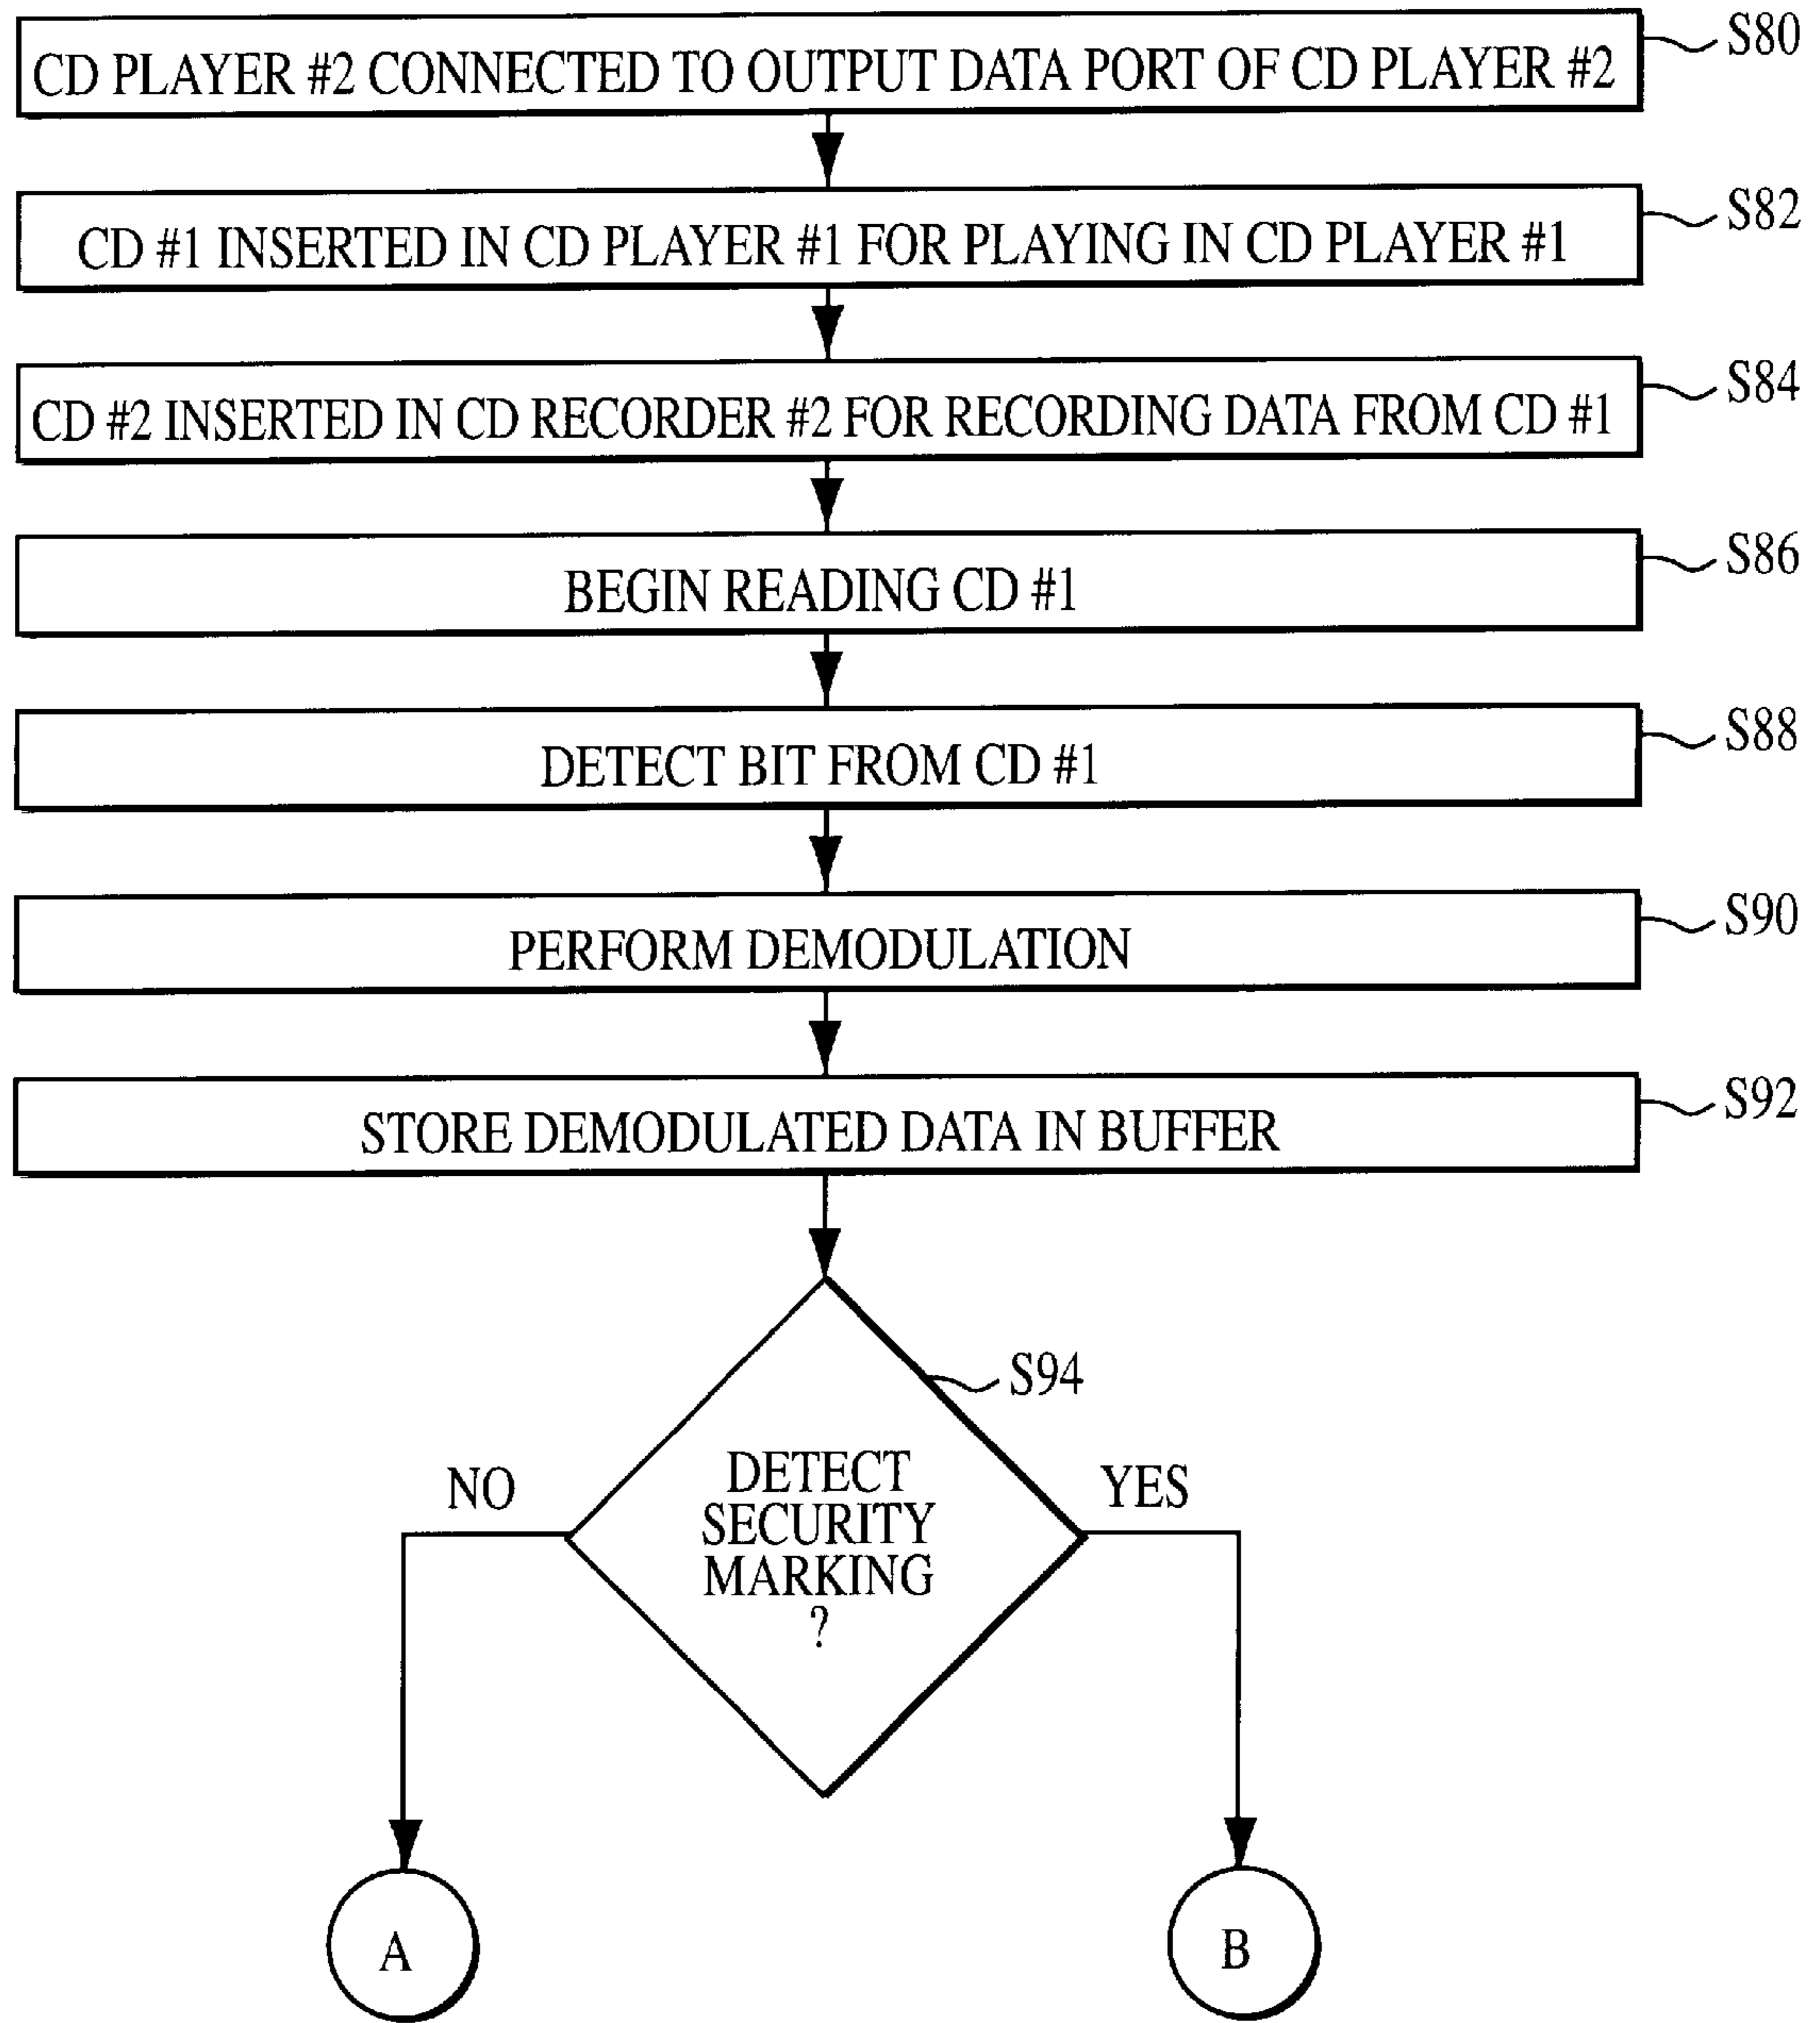 CD PLAYER #2 CONNECTED TO OUTPUT DATA PORT OF CD PLAYER #2
S80
CD #1 INSERTED IN CD PLAYER #1 FOR PLAYING IN CD PLAYER #1
S82
CD #2 INSERTED IN CD RECORDER #2 FOR RECORDING DATA FROM CD #1
S84
BEGIN READING CD #1
S86
DETECT BIT FROM CD #1
S88
PERFORM DEMODULATION
S90
STORE DEMODULATED DATA IN BUFFER
S92
S94
DETECT
SECURITY
MARKING
?
NO
YES
A
B